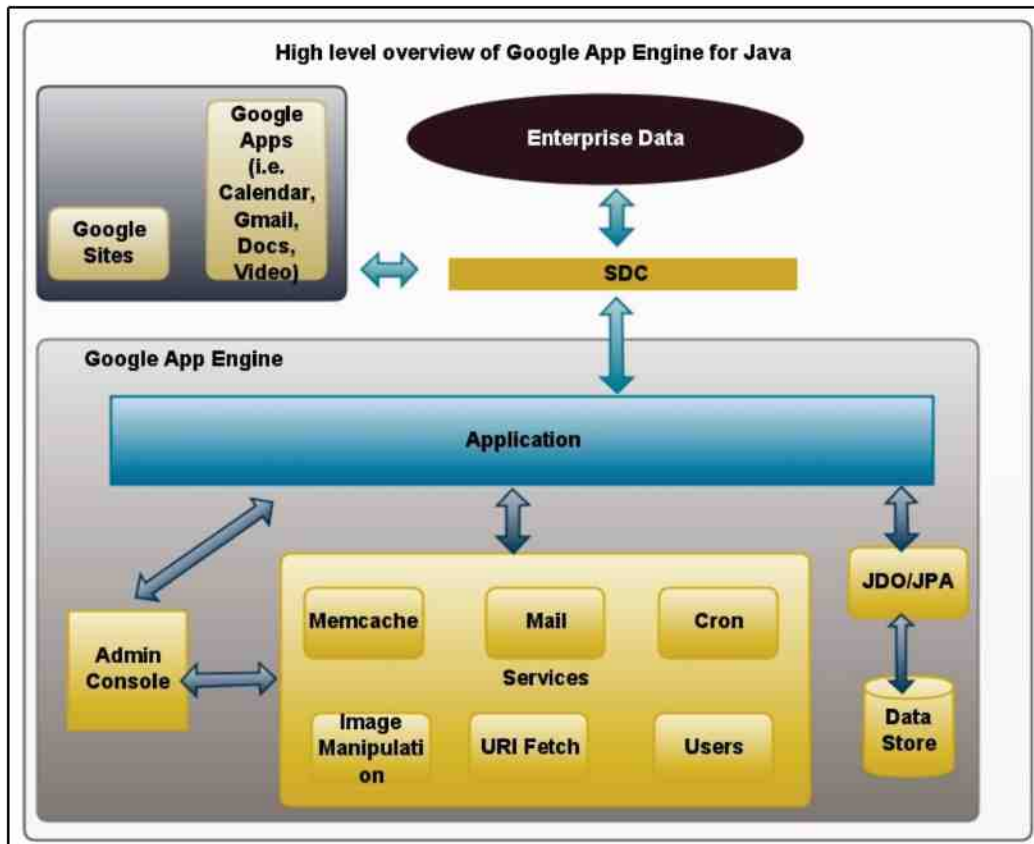 High level overview of Google App Engine for Java
Google
Apps
(i.e.
Calendar,
Gmail,
Docs,
Video)
Google
Sites
Enterprise Data
SDC
Google App Engine
Application
Admin
Console
Memcache
Mail
Cron
Services
Image
Manipulati
on
URI Fetch
Users
JDO/JPA
Data
Store